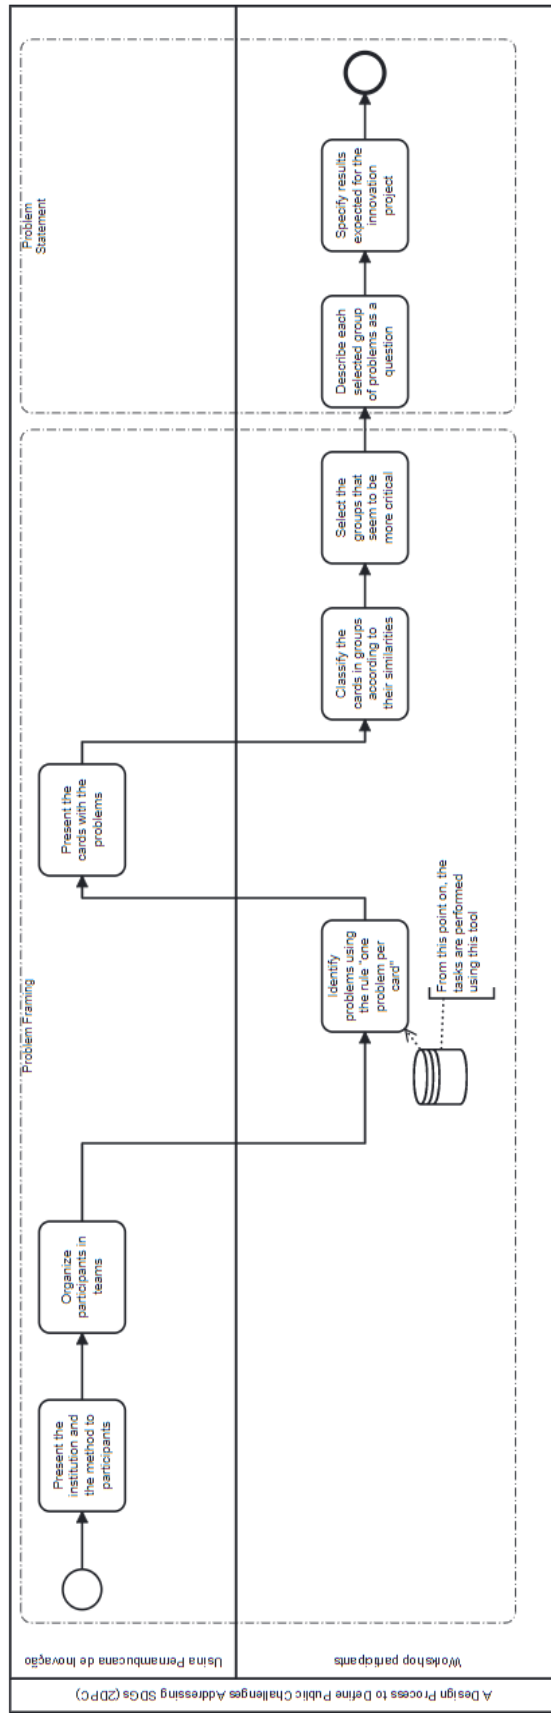 A Design Process to Define Public Challenges Addressing SDGs (2DPC)
Usina Pernambucana de Inovação
Workshop participants
Problem Framing
Present the
institution and
the method to
participants
Organize
participants in
teams
Identify
problems using
the rule "one
problem per
card"
From this point on, the
tasks are performed
using this tool
Present the
cards with the
problems
Classify the
cards in groups
according to
their similarities
Select the
groups that
seem to be
more critical
Problem
Statement
Describe each
selected group
of problems as a
question
Specify results
expected for the
innovation
project